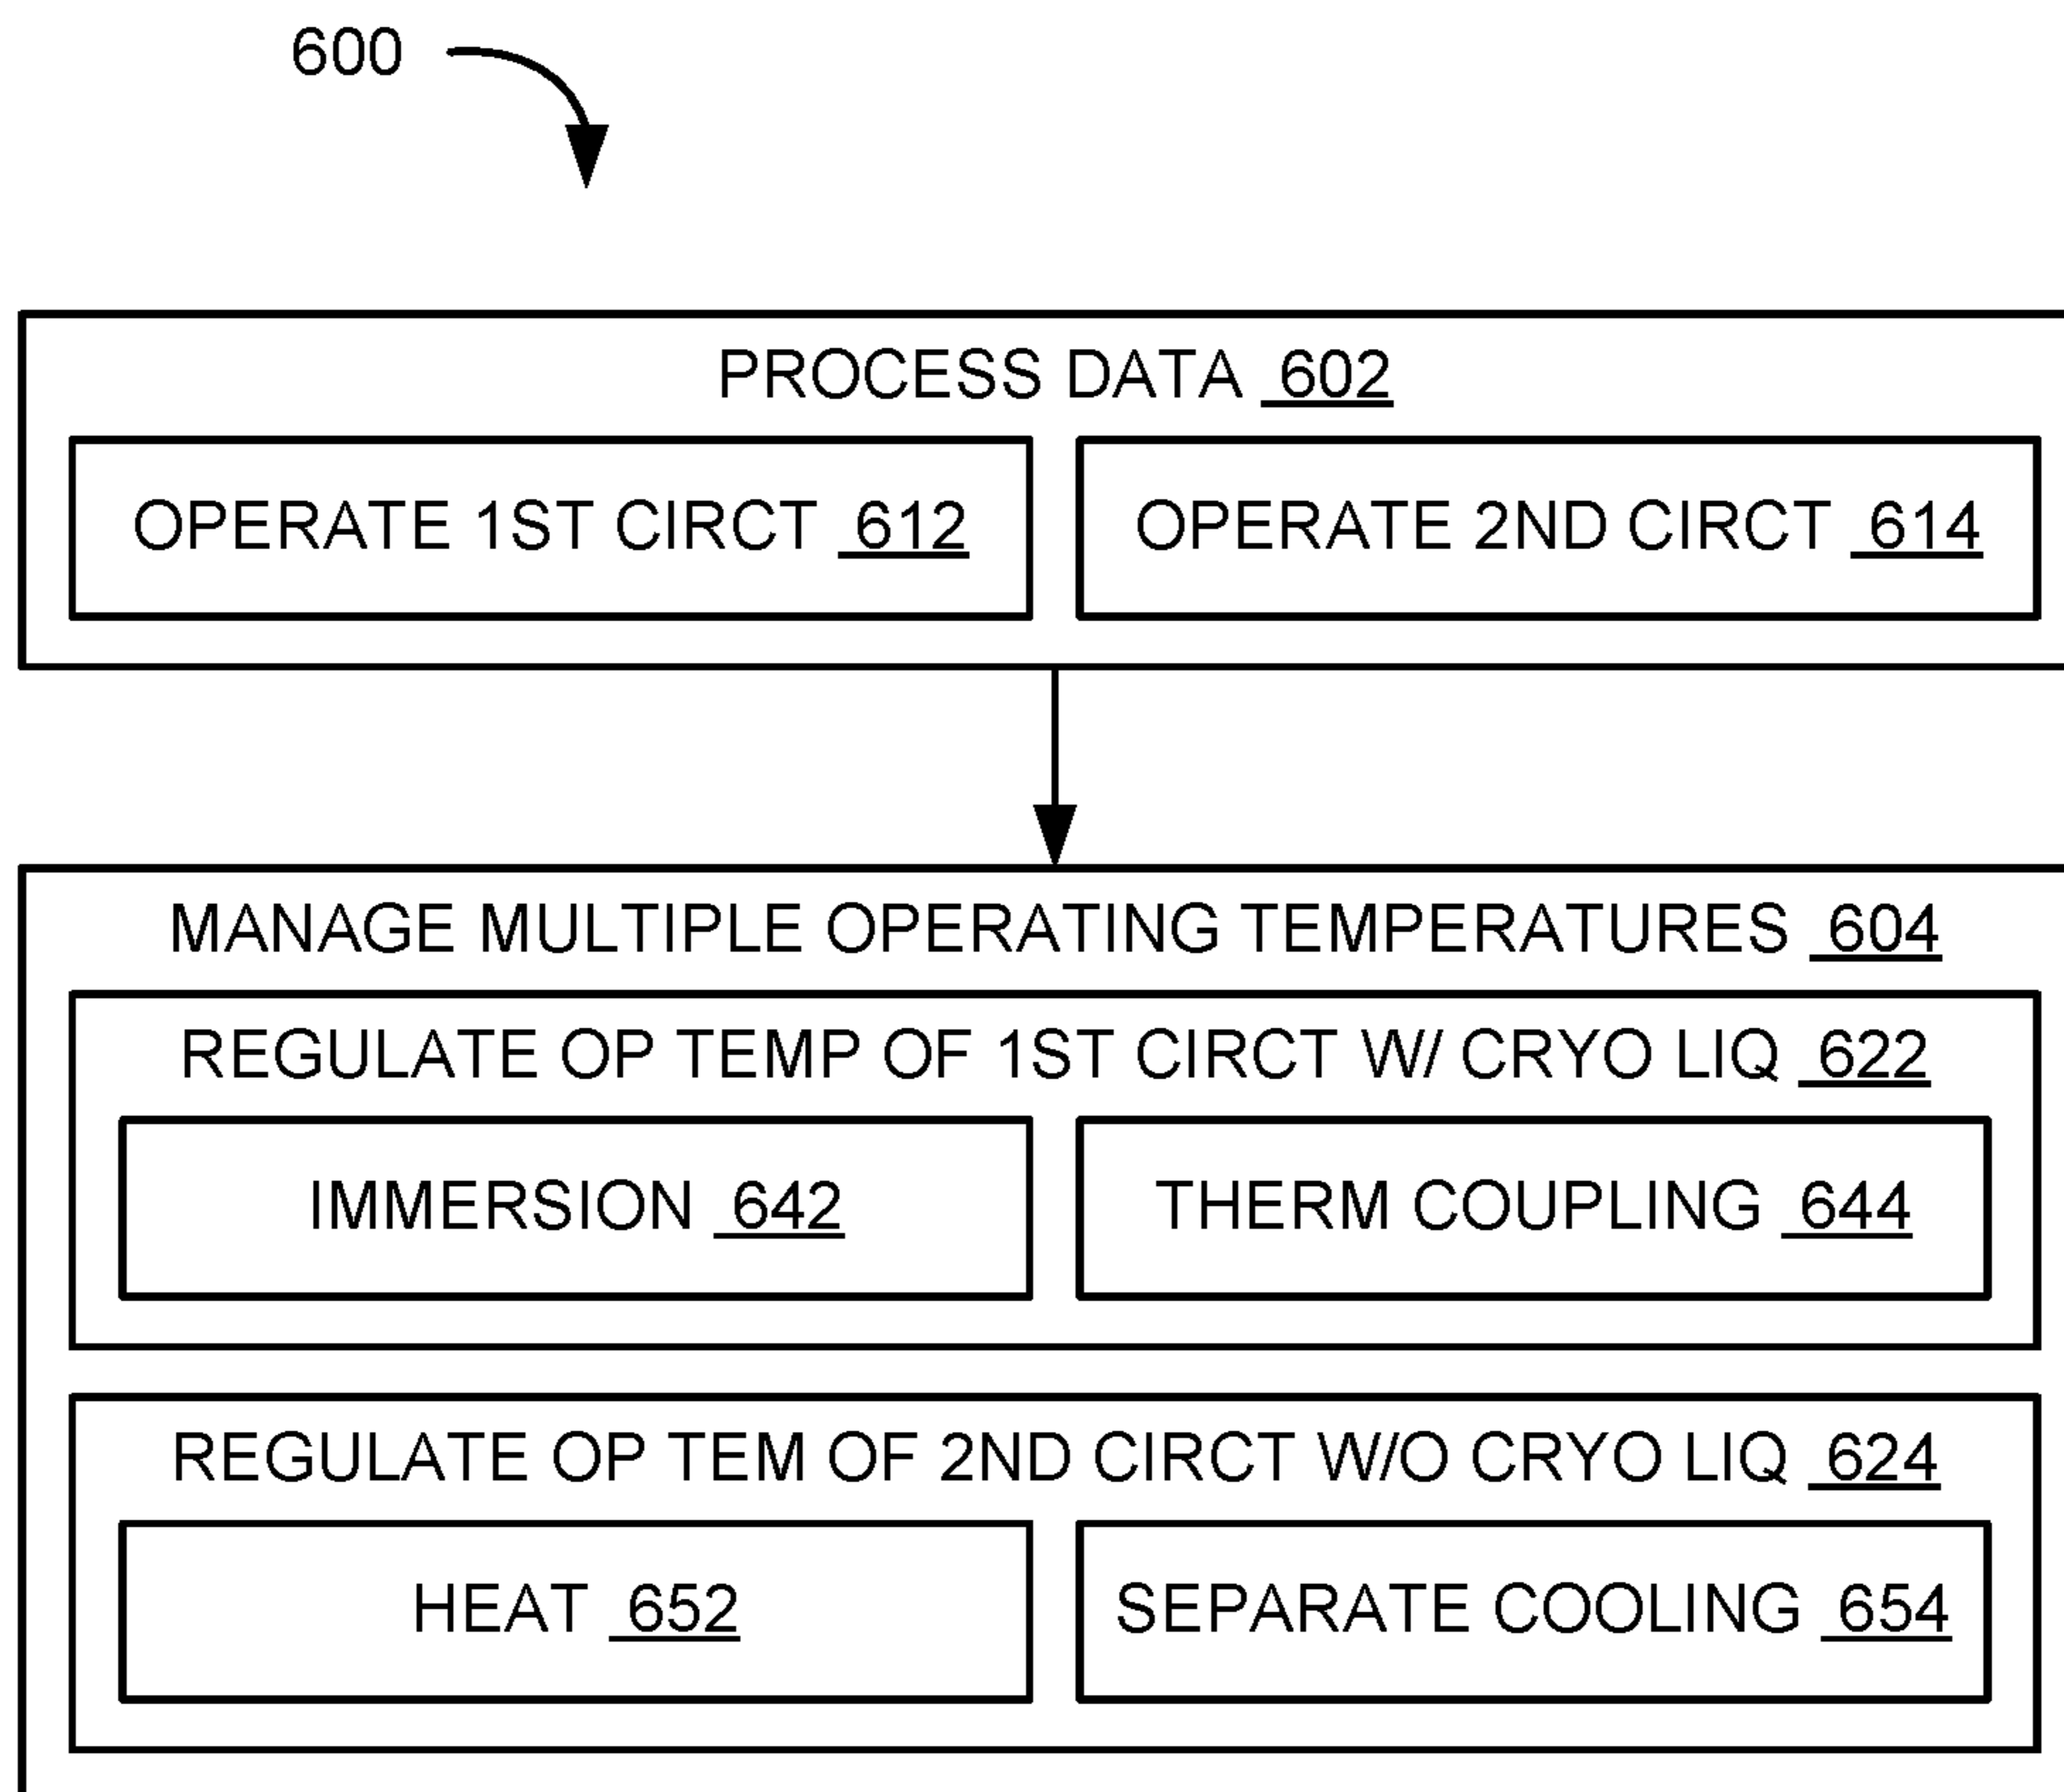 600
PROCESS DATA 602
OPERATE 1ST CIRCT 612
OPERATE 2ND CIRCT 614
MANAGE MULTIPLE OPERATING TEMPERATURES 604
REGULATE OP TEMP OF 1ST CIRCT W/ CRYO LIQ 622
IMMERSION 642
THERM COUPLING 644
REGULATE OP TEM OF 2ND CIRCT W/O CRYO LIQ 624
HEAT 652
SEPARATE COOLING 654